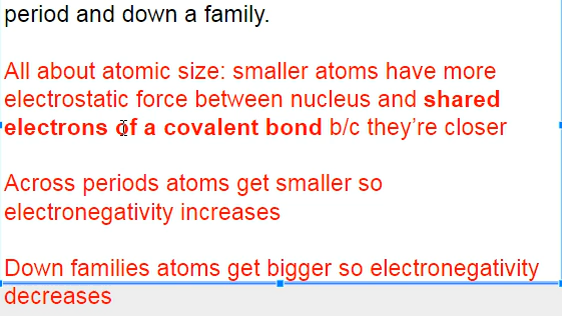 period and down a family.
All about atomic size: smaller atoms have more
electrostatic force between nucleus and shared
electrons of a covalent bond b/c they’re closer
Across periods atoms get smaller so
electronegativity increases
Down families atoms get bigger so electronegativity
decreases